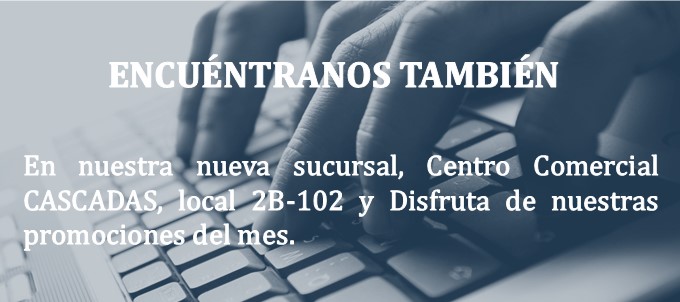 ENCUÉNTRANOS TAMBIÉN
En nuestra nueva sucursal, Centro Comercial
CASCADAS, local 2B-102 y Disfruta de nuestras
promociones del mes.